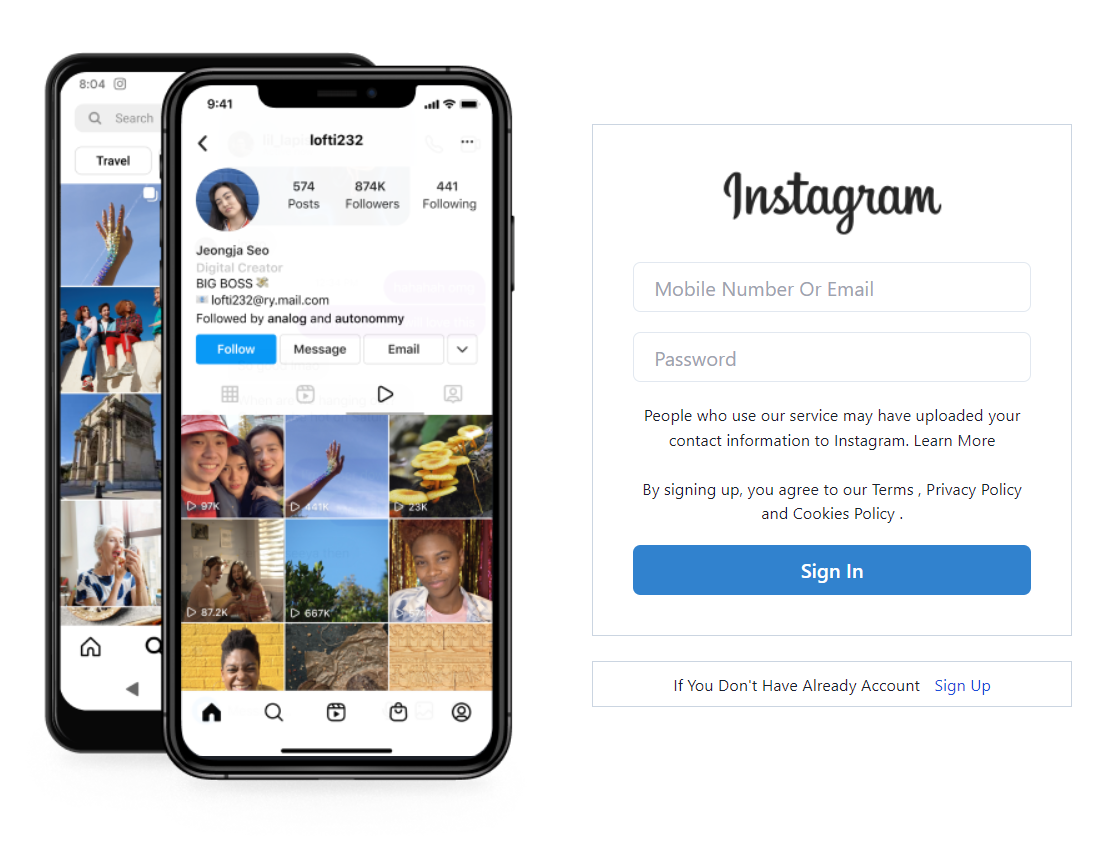 8:04
Search
Travel
9:41
lofti232
574 874K 441
Posts Followers Following
Jeongja Seo
Digital Creator
BIG BOSS
lofti232@ry.mail.com
Followed by analog and autonommy
Follow Message Email
97K 441K 23K
87.2K 667K
Instagram
Mobile Number Or Email
Password
People who use our service may have uploaded your
contact information to Instagram. Learn More
By signing up, you agree to our Terms , Privacy Policy
and Cookies Policy .
Sign In
If You Don't Have Already Account Sign Up